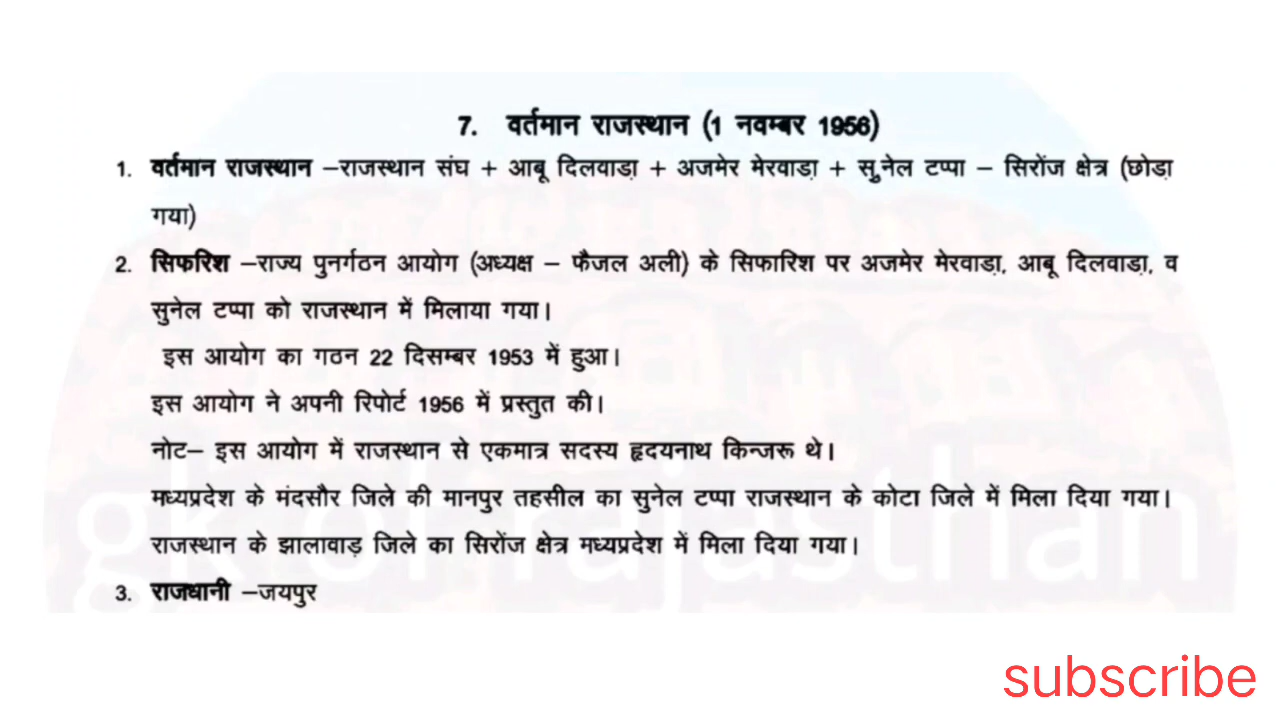 7. वर्तमान राजस्थान (1 नवम्बर 1956)
1. वर्तमान राजस्थान –राजस्थान संघ + आबू दिलवाडा़ + अजमेर मेरवाडा़ + सुनेल टप्पा – सिरोंज क्षेत्र (छोडा़
गया)
2. सिफरिश –राज्य पुनर्गठन आयोग (अध्यक्ष – फैजल अली) के सिफारिश पर अजमेर मेरवाडा़, आबू दिलवाडा़, व
सुनेल टप्पा को राजस्थान में मिलाया गया।
इस आयोग का गठन 22 दिसम्बर 1953 में हुआ।
इस आयोग ने अपनी रिपोर्ट 1956 में प्रस्तुत की।
नोट– इस आयोग में राजस्थान से एकमात्र सदस्य हृदयनाथ किन्जरू थे।
मध्यप्रदेश के मंदसौर जिले की मानपुर तहसील का सुनेल टप्पा राजस्थान के कोटा जिले में मिला दिया गया।
gk of rajasthan
राजस्थान के झालावाड़ जिले का सिरोंज क्षेत्र मध्यप्रदेश में मिला दिया गया।
3. राजधानी –जयपुर
subscribe